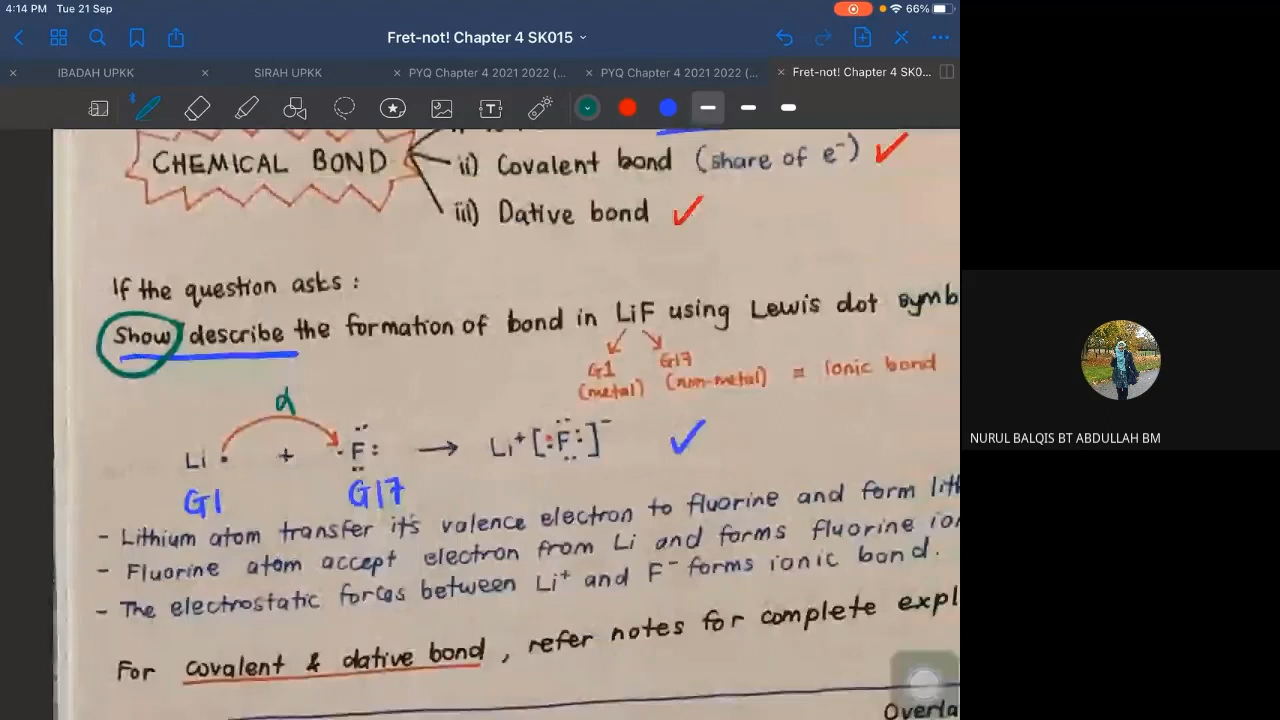 4:14 PM Tue 21 Sep
66%
Fret-not! Chapter 4 SK015
IBADAH UPKK
SIRAH UPKK
PYQ Chapter 4 2021 2022 (...
PYQ Chapter 4 2021 2022 (...
Fret-not! Chapter 4 SK0...
CHEMICAL BOND
ii) Covalent bond (share of e⁻) ✓
iii) Dative bond ✓
If the question asks :
Show / describe the formation of bond in LiF using Lewis dot symb
G1 G17
(metal) (non-metal) = ionic bond
Li • + F : → Li⁺ [ : F : ]⁻ ✓
G1 G17
- Lithium atom transfer it's valence electron to fluorine and form lith
- Fluorine atom accept electron from Li and forms fluorine ion
- The electrostatic forces between Li⁺ and F⁻ forms ionic bond.
For covalent & dative bond , refer notes for complete expl
Overla
NURUL BALQIS BT ABDULLAH BM